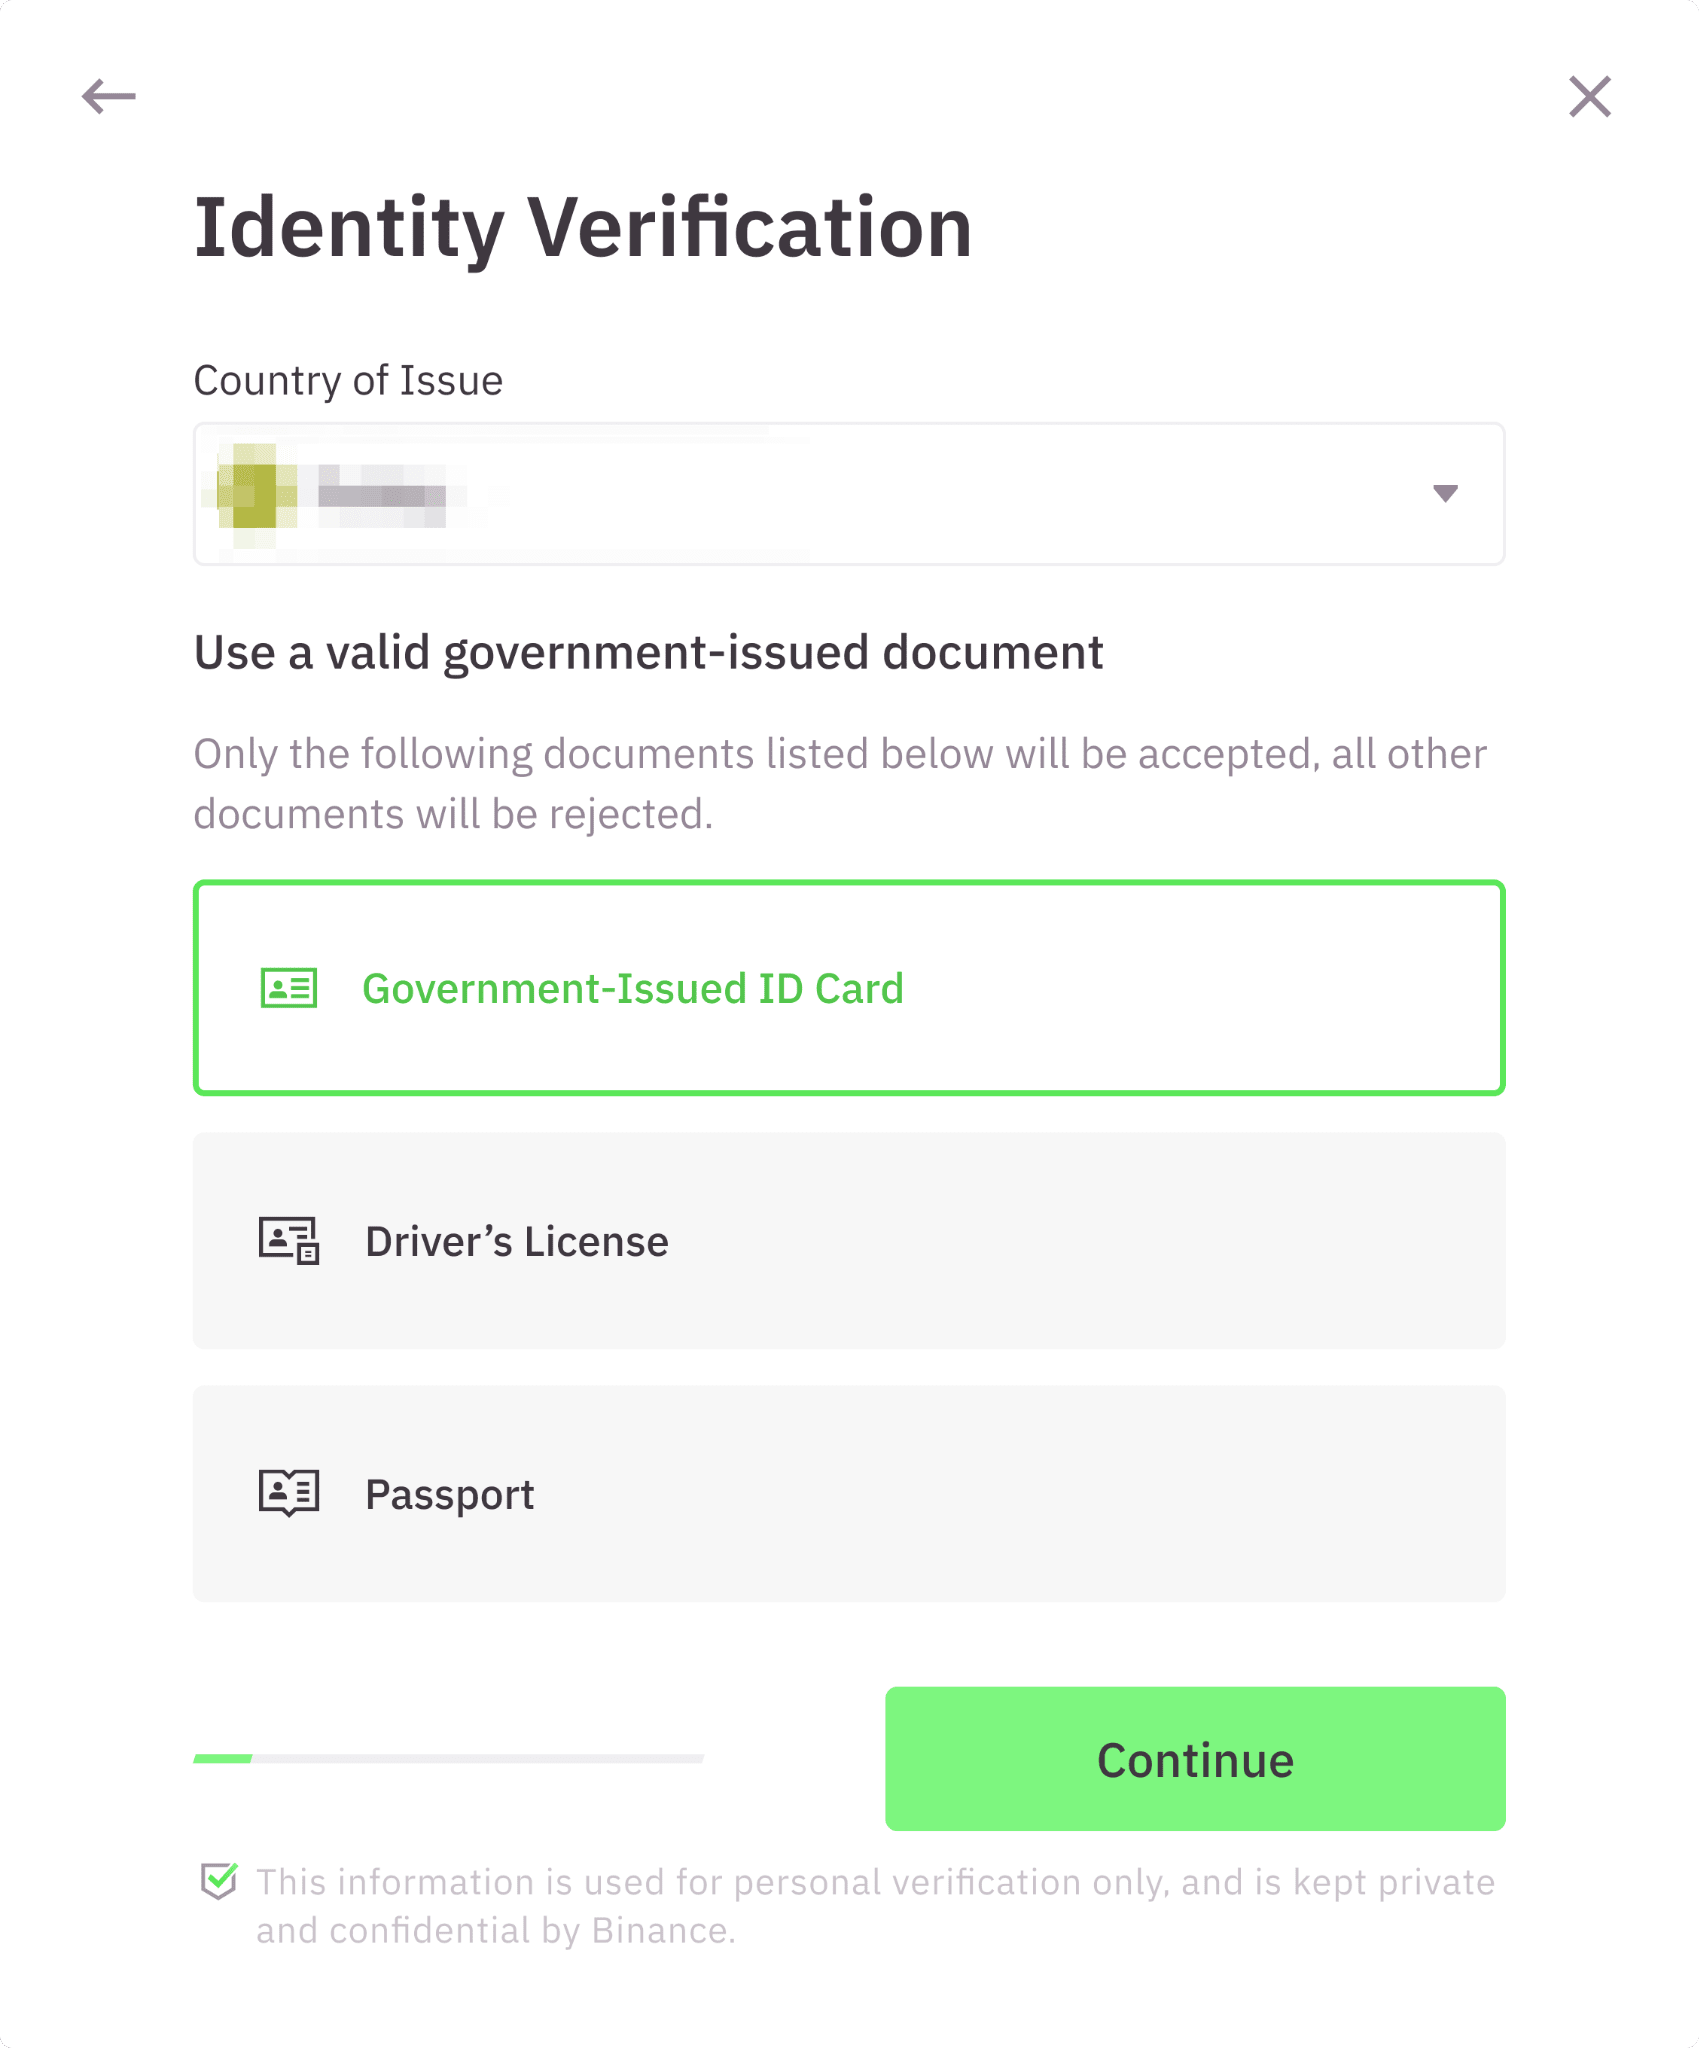 Identity Verification
Country of Issue
Use a valid government-issued document
Only the following documents listed below will be accepted, all other
documents will be rejected.
Government-Issued ID Card
Driver’s License
Passport
Continue
This information is used for personal verification only, and is kept private
and confidential by Binance.